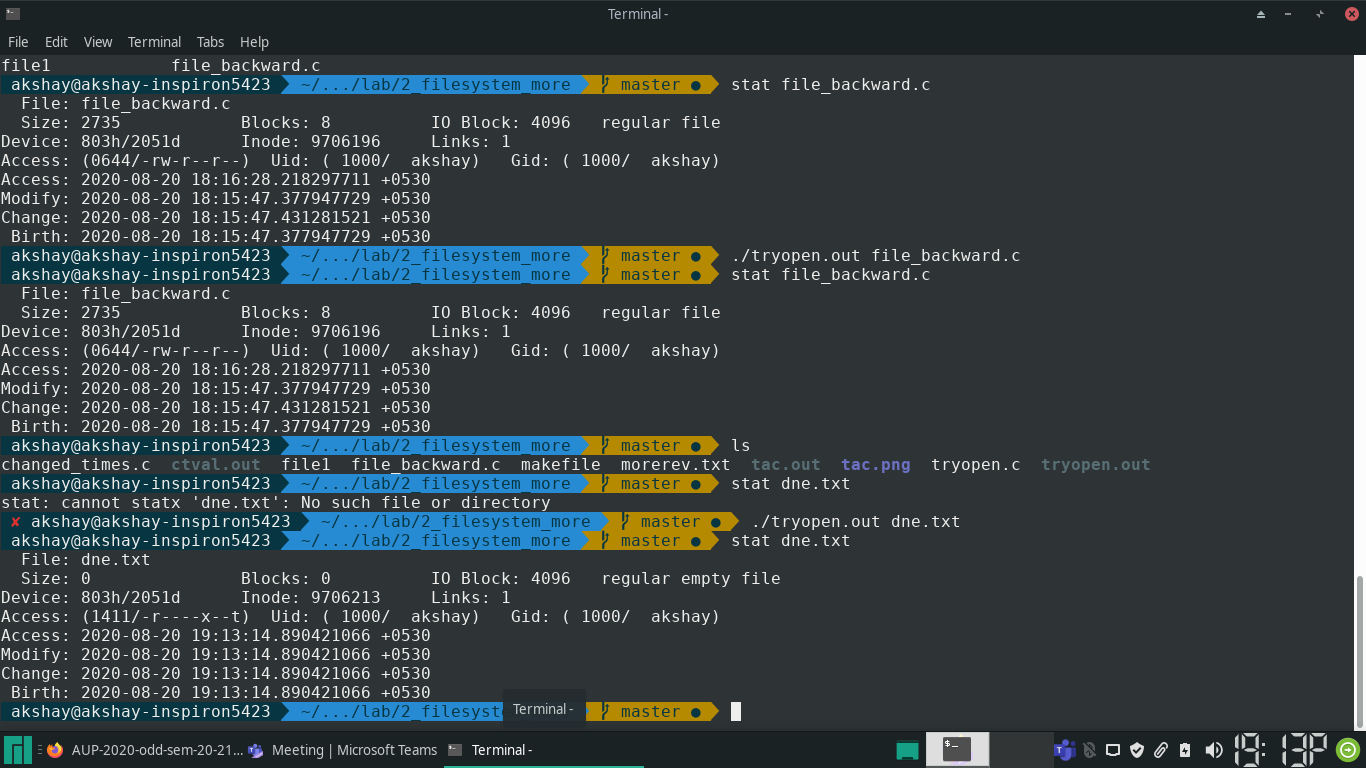 Terminal -
File Edit View Terminal Tabs Help
file1            file_backward.c
akshay@akshay-inspiron5423 ~/.../lab/2_filesystem_more master ● stat file_backward.c
  File: file_backward.c
  Size: 2735            Blocks: 8          IO Block: 4096   regular file
Device: 803h/2051d      Inode: 9706196     Links: 1
Access: (0644/-rw-r--r--)  Uid: ( 1000/  akshay)   Gid: ( 1000/  akshay)
Access: 2020-08-20 18:16:28.218297711 +0530
Modify: 2020-08-20 18:15:47.377947729 +0530
Change: 2020-08-20 18:15:47.431281521 +0530
 Birth: 2020-08-20 18:15:47.377947729 +0530
akshay@akshay-inspiron5423 ~/.../lab/2_filesystem_more master ● ./tryopen.out file_backward.c
akshay@akshay-inspiron5423 ~/.../lab/2_filesystem_more master ● stat file_backward.c
  File: file_backward.c
  Size: 2735            Blocks: 8          IO Block: 4096   regular file
Device: 803h/2051d      Inode: 9706196     Links: 1
Access: (0644/-rw-r--r--)  Uid: ( 1000/  akshay)   Gid: ( 1000/  akshay)
Access: 2020-08-20 18:16:28.218297711 +0530
Modify: 2020-08-20 18:15:47.377947729 +0530
Change: 2020-08-20 18:15:47.431281521 +0530
 Birth: 2020-08-20 18:15:47.377947729 +0530
akshay@akshay-inspiron5423 ~/.../lab/2_filesystem_more master ● ls
changed_times.c  ctval.out  file1  file_backward.c  makefile  morerev.txt  tac.out  tac.png  tryopen.c  tryopen.out
akshay@akshay-inspiron5423 ~/.../lab/2_filesystem_more master ● stat dne.txt
stat: cannot statx 'dne.txt': No such file or directory
✘ akshay@akshay-inspiron5423 ~/.../lab/2_filesystem_more master ● ./tryopen.out dne.txt
akshay@akshay-inspiron5423 ~/.../lab/2_filesystem_more master ● stat dne.txt
  File: dne.txt
  Size: 0               Blocks: 0          IO Block: 4096   regular empty file
Device: 803h/2051d      Inode: 9706213     Links: 1
Access: (1411/-r----x--t)  Uid: ( 1000/  akshay)   Gid: ( 1000/  akshay)
Access: 2020-08-20 19:13:14.890421066 +0530
Modify: 2020-08-20 19:13:14.890421066 +0530
Change: 2020-08-20 19:13:14.890421066 +0530
 Birth: 2020-08-20 19:13:14.890421066 +0530
akshay@akshay-inspiron5423 ~/.../lab/2_filesyst Terminal - master ●
AUP-2020-odd-sem-20-21... Meeting | Microsoft Teams Terminal - 19:13P